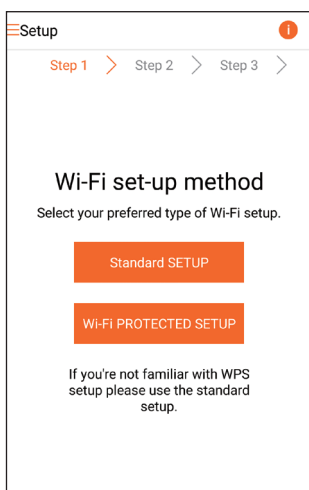 Setup
Step 1 Step 2 Step 3
Wi-Fi set-up method
Select your preferred type of Wi-Fi setup.
Standard SETUP
Wi-Fi PROTECTED SETUP
If you're not familiar with WPS
setup please use the standard
setup.